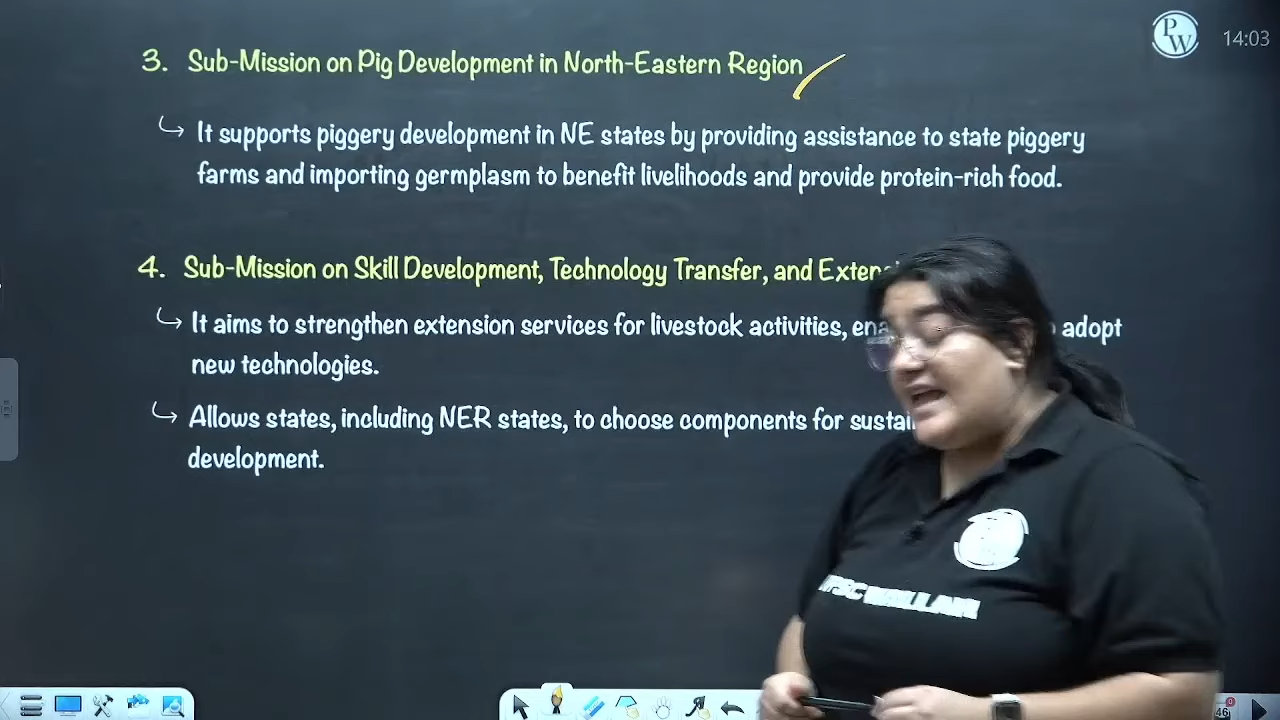 PW
14:03
3. Sub-Mission on Pig Development in North-Eastern Region
It supports piggery development in NE states by providing assistance to state piggery
farms and importing germplasm to benefit livelihoods and provide protein-rich food.
4. Sub-Mission on Skill Development, Technology Transfer, and
It aims to strengthen extension services for livestock activities, adopt
new technologies.
Allows states, including NER states, to choose components for
development.
WALLAH
46